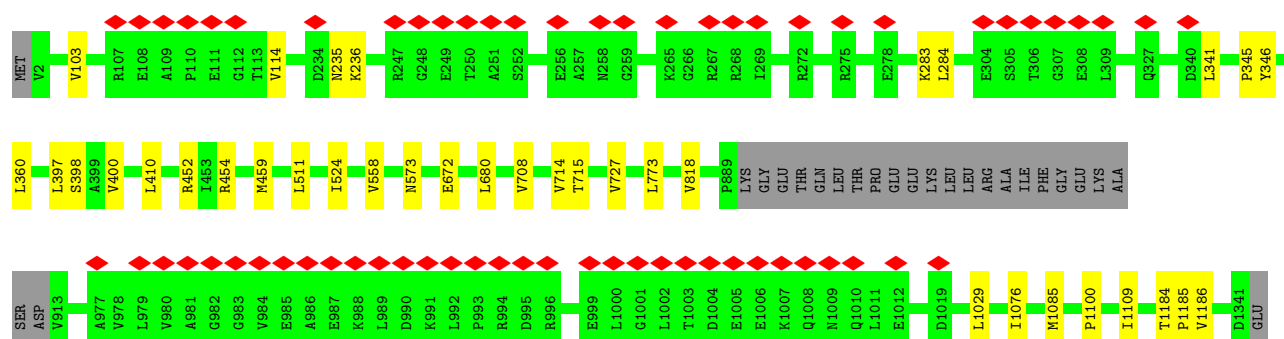 MET V2 V103 R107 E108 A109 P110 E111 G112 T113 V114 D234 N235 K236 R247 G248 E249 T250 A251 S252 E256 A257 N258 G259 K265 G266 R267 R268 I269 R272 R275 E278 K283 L284 E304 S305 T306 G307 E308 L309 Q327 D340 L341 P345 Y346
L360 L397 S398 A399 V400 L410 R452 I453 R454 M459 L511 I524 V558 N573 E672 L680 V708 V714 T715 V727 L773 V818 P889 LYS GLY GLU THR GLN LEU THR PRO GLU GLU LYS LEU LEU ARG ALA ILE PHE GLY GLU LYS ALA
SER ASP V913 A977 V978 L979 V980 A981 G982 G983 V984 E985 A986 E987 K988 L989 D990 K991 L992 P993 R994 D995 R996 E999 L1000 G1001 L1002 T1003 D1004 E1005 E1006 K1007 Q1008 N1009 Q1010 L1011 E1012 D1019 L1029 I1076 M1085 P1100 I1109 T1184 P1185 V1186 D1341 GLU